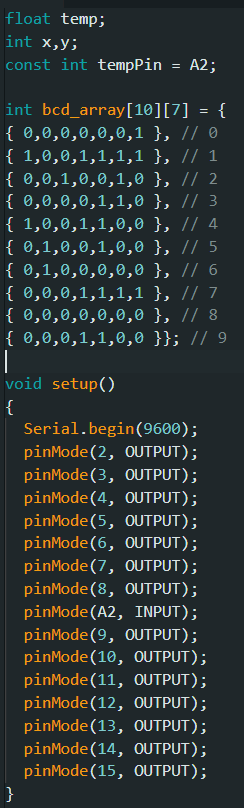 float temp;
int x,y;
const int tempPin = A2;
int bcd_array[10][7] = {
{ 0,0,0,0,0,0,1 }, // 0
{ 1,0,0,1,1,1,1 }, // 1
{ 0,0,1,0,0,1,0 }, // 2
{ 0,0,0,0,1,1,0 }, // 3
{ 1,0,0,1,1,0,0 }, // 4
{ 0,1,0,0,1,0,0 }, // 5
{ 0,1,0,0,0,0,0 }, // 6
{ 0,0,0,1,1,1,1 }, // 7
{ 0,0,0,0,0,0,0 }, // 8
{ 0,0,0,1,1,0,0 }}; // 9
void setup()
{
Serial.begin(9600);
pinMode(2, OUTPUT);
pinMode(3, OUTPUT);
pinMode(4, OUTPUT);
pinMode(5, OUTPUT);
pinMode(6, OUTPUT);
pinMode(7, OUTPUT);
pinMode(8, OUTPUT);
pinMode(A2, INPUT);
pinMode(9, OUTPUT);
pinMode(10, OUTPUT);
pinMode(11, OUTPUT);
pinMode(12, OUTPUT);
pinMode(13, OUTPUT);
pinMode(14, OUTPUT);
pinMode(15, OUTPUT);
}